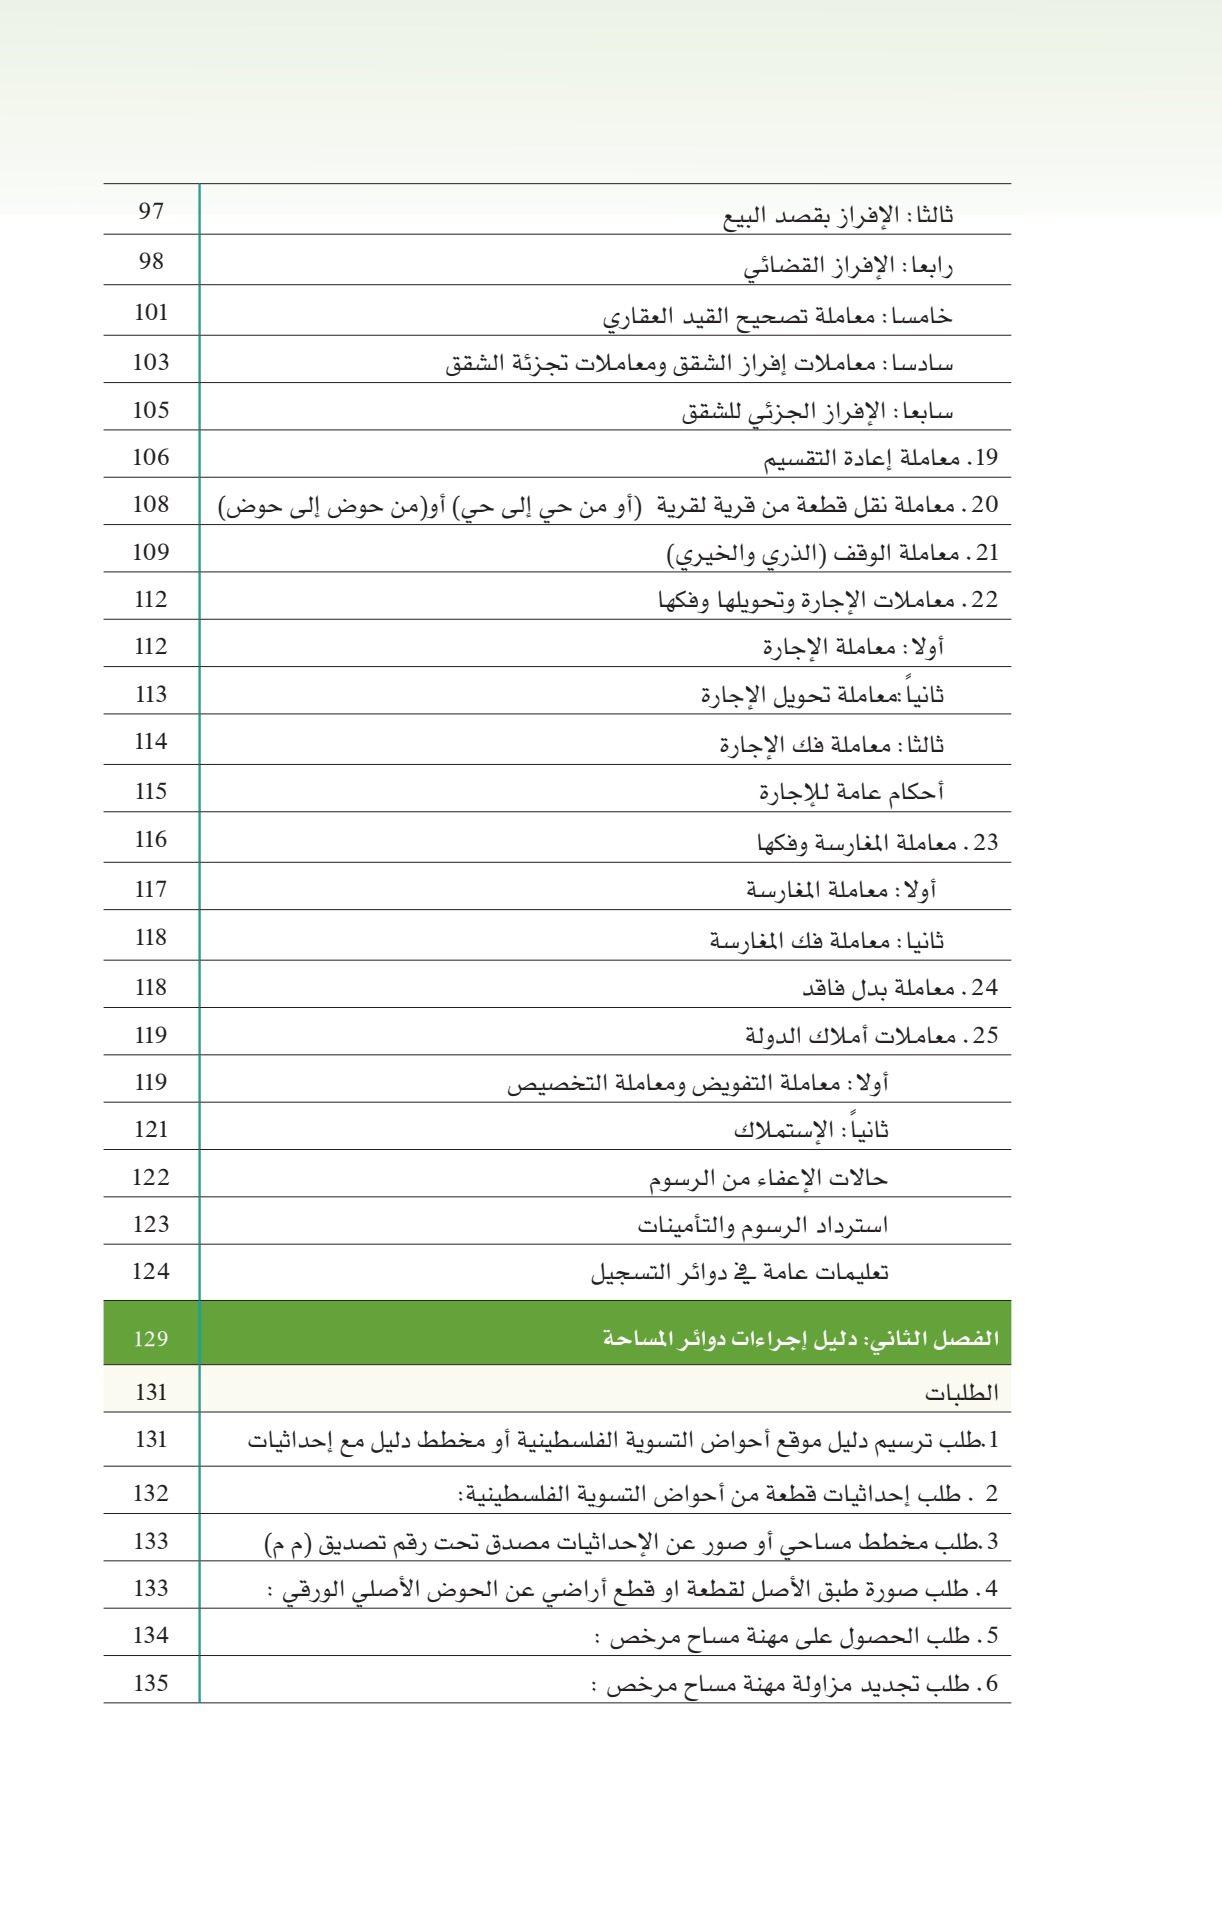 ثالثا: الإفراز بقصد البيع 97
رابعا: الإفراز القضائي 98
خامسا: معاملة تصحيح القيد العقاري 101
سادسا: معاملات إفراز الشقق ومعاملات تجزئة الشقق 103
سابعا: الإفراز الجزئي للشقق 105
19. معاملة إعادة التقسيم 106
20. معاملة نقل قطعة من قرية لقرية (أو من حي إلى حي) أو(من حوض إلى حوض) 108
21. معاملة الوقف (الذري والخيري) 109
22. معاملات الإجارة وتحويلها وفكها 112
أولا: معاملة الإجارة 112
ثانياً:معاملة تحويل الإجارة 113
ثالثا: معاملة فك الإجارة 114
أحكام عامة للإجارة 115
23. معاملة المغارسة وفكها 116
أولا: معاملة المغارسة 117
ثانيا: معاملة فك المغارسة 118
24. معاملة بدل فاقد 118
25. معاملات أملاك الدولة 119
أولا: معاملة التفويض ومعاملة التخصيص 119
ثانياً: الإستملاك 121
حالات الإعفاء من الرسوم 122
استرداد الرسوم والتأمينات 123
تعليمات عامة في دوائر التسجيل 124
الفصل الثاني: دليل إجراءات دوائر المساحة 129
الطلبات 131
1.طلب ترسيم دليل موقع أحواض التسوية الفلسطينية أو مخطط دليل مع إحداثيات 131
2 . طلب إحداثيات قطعة من أحواض التسوية الفلسطينية: 132
3.طلب مخطط مساحي أو صور عن الإحداثيات مصدق تحت رقم تصديق (م م) 133
4. طلب صورة طبق الأصل لقطعة او قطع أراضي عن الحوض الأصلي الورقي : 133
5. طلب الحصول على مهنة مساح مرخص : 134
6. طلب تجديد مزاولة مهنة مساح مرخص : 135